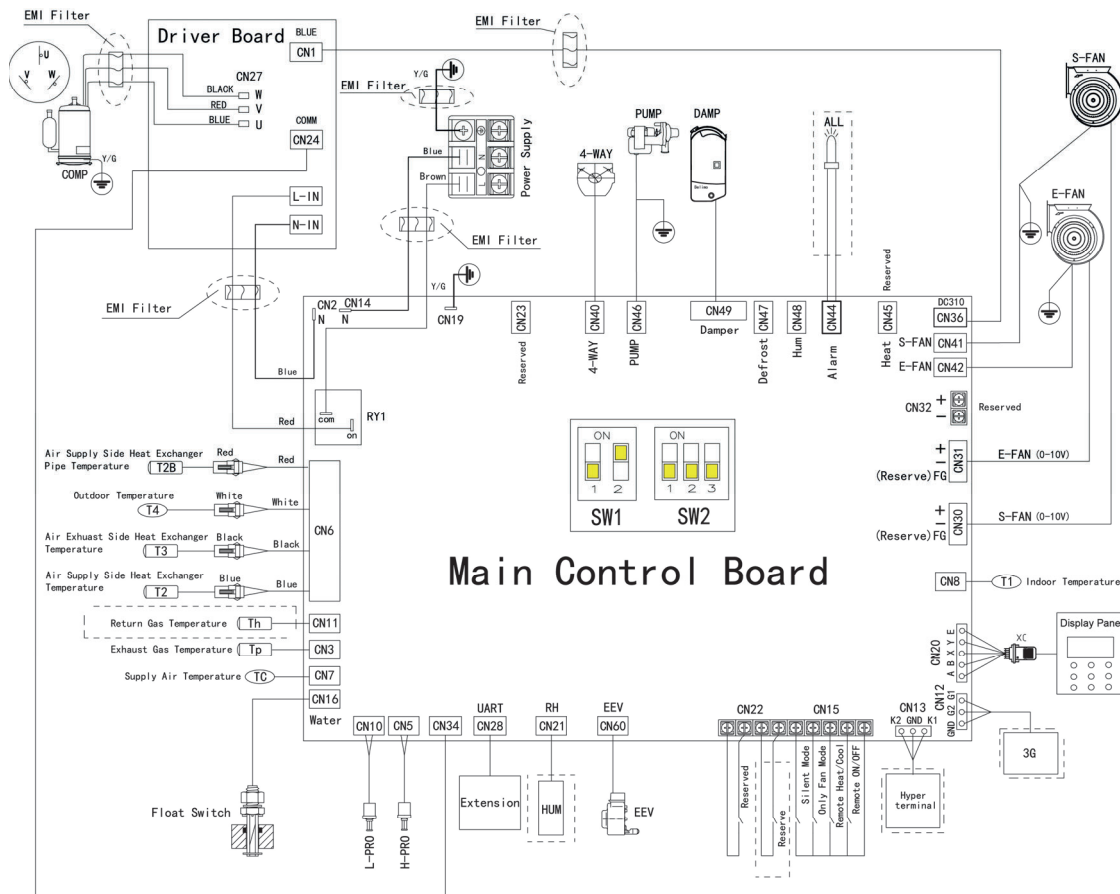 EMI Filter
Driver Board
BLUE
CN1
EMI Filter
S-FAN
U
V
W
CN27
BLACK
W
RED
V
BLUE
U
COMM
CN24
Y/G
COMP
Y/G
EMI Filter
Blue
N
Brown
L
Power Supply
L-IN
N-IN
EMI Filter
EMI Filter
PUMP
DAMP
ALL
4-WAY
Belimo
E-FAN
Y/G
CN19
CN2
N
CN14
N
Blue
Red
com
on
RY1
CN23
Reserved
CN40
4-WAY
CN46
PUMP
CN49
Damper
CN47
Defrost
CN48
Hum
CN44
Alarm
Reserved
CN45
Heat
DC310
CN36
S-FAN
CN41
E-FAN
CN42
CN32
+
-
Reserved
+
-
(Reserve)FG
CN31
E-FAN (0-10V)
+
-
(Reserve)FG
CN30
S-FAN (0-10V)
CN8
T1
Indoor Temperature
ON
1 2
SW1
ON
1 2 3
SW2
Main Control Board
Air Supply Side Heat Exchanger
Pipe Temperature
T2B
Red
Red
Outdoor Temperature
T4
White
White
Air Exhuast Side Heat Exchanger
Temperature
T3
Black
Black
Air Supply Side Heat Exchanger
Temperature
T2
Blue
Blue
CN6
Return Gas Temperature
Th
CN11
Exhaust Gas Temperature
Tp
CN3
Supply Air Temperature
TC
CN7
CN16
Water
Float Switch
CN10
L-PRO
CN5
H-PRO
CN34
UART
CN28
Extension
RH
CN21
HUM
EEV
CN60
EEV
CN22
Reserved
Reserve
CN15
Silent Mode
Only Fan Mode
Remote Heat/Cool
Remote ON/OFF
CN13
K2 GND K1
Hyper
terminal
CN20
A B X Y E
XC
Display Pane
CN12
GND G2 G1
3G